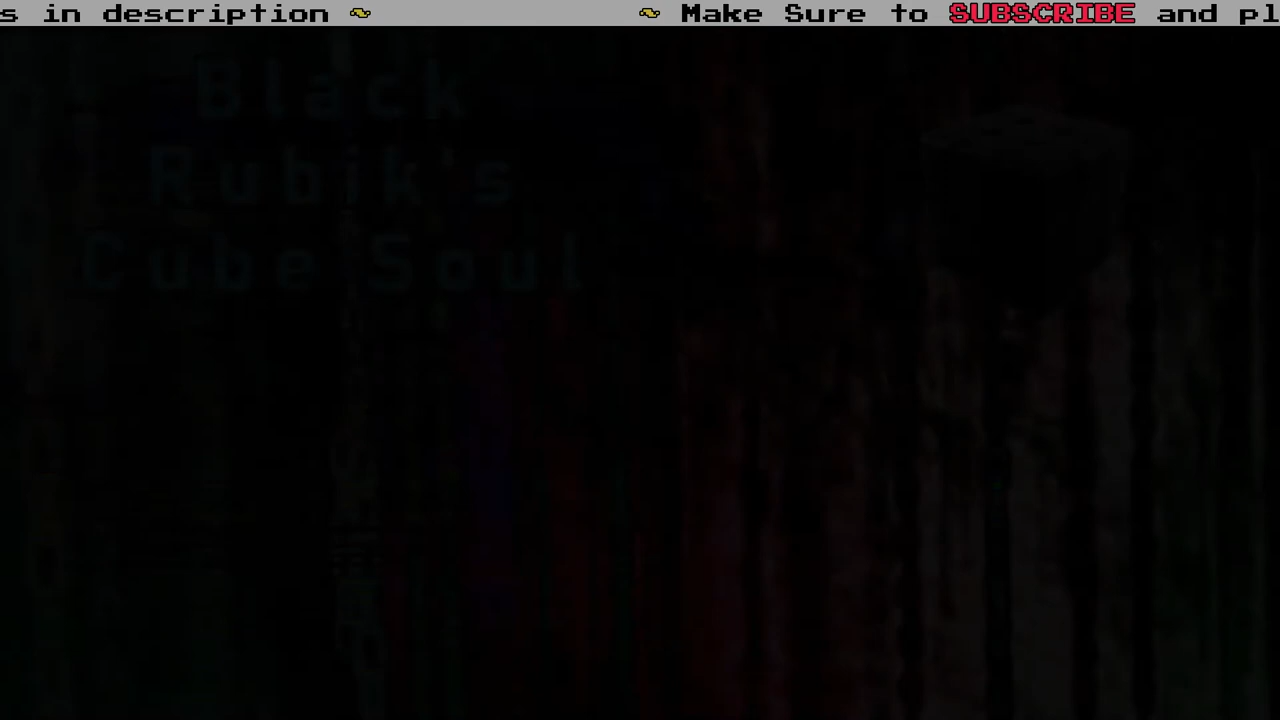 s in description ~ ~ Make Sure to SUBSCRIBE and pl
Black
Rubik's
Cube Soul